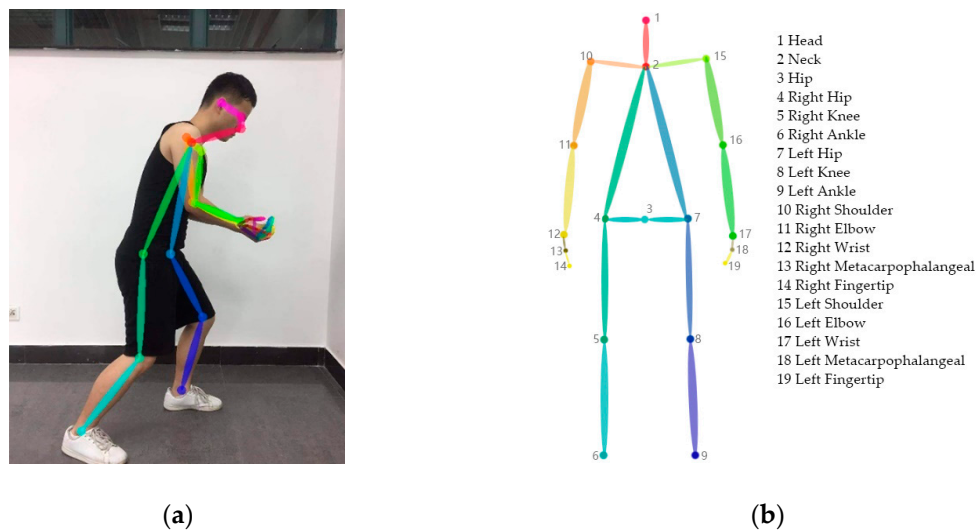 1
2
3
4
5
6
7
8
9
10
11
12
13
14
15
16
17
18
19
1 Head
2 Neck
3 Hip
4 Right Hip
5 Right Knee
6 Right Ankle
7 Left Hip
8 Left Knee
9 Left Ankle
10 Right Shoulder
11 Right Elbow
12 Right Wrist
13 Right Metacarpophalangeal
14 Right Fingertip
15 Left Shoulder
16 Left Elbow
17 Left Wrist
18 Left Metacarpophalangeal
19 Left Fingertip
(a)
(b)